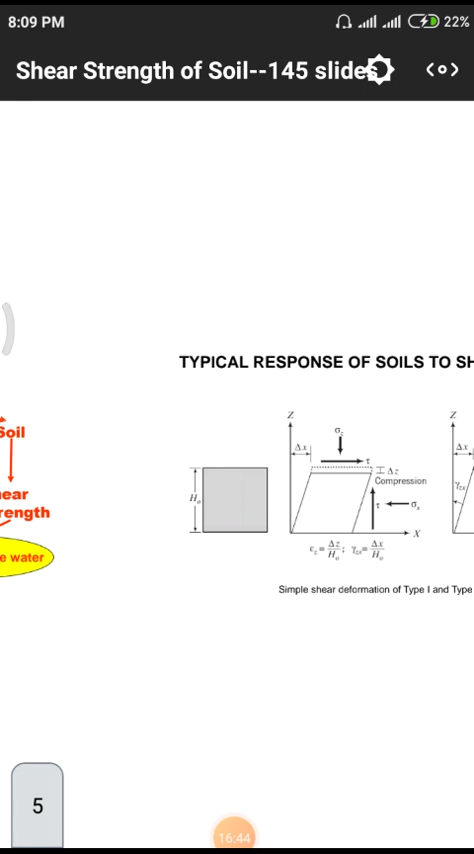 8:09 PM 22%
Shear Strength of Soil--145 slides
TYPICAL RESPONSE OF SOILS TO SH
Soil
ear
rength
e water
Z
Δx
σz
τ
Δz
Compression
Ho
τ
σx
X
εz = Δz/Ho ; γzx = Δx/Ho
Z
Δx
γzx
Simple shear deformation of Type I and Type
5
16:44